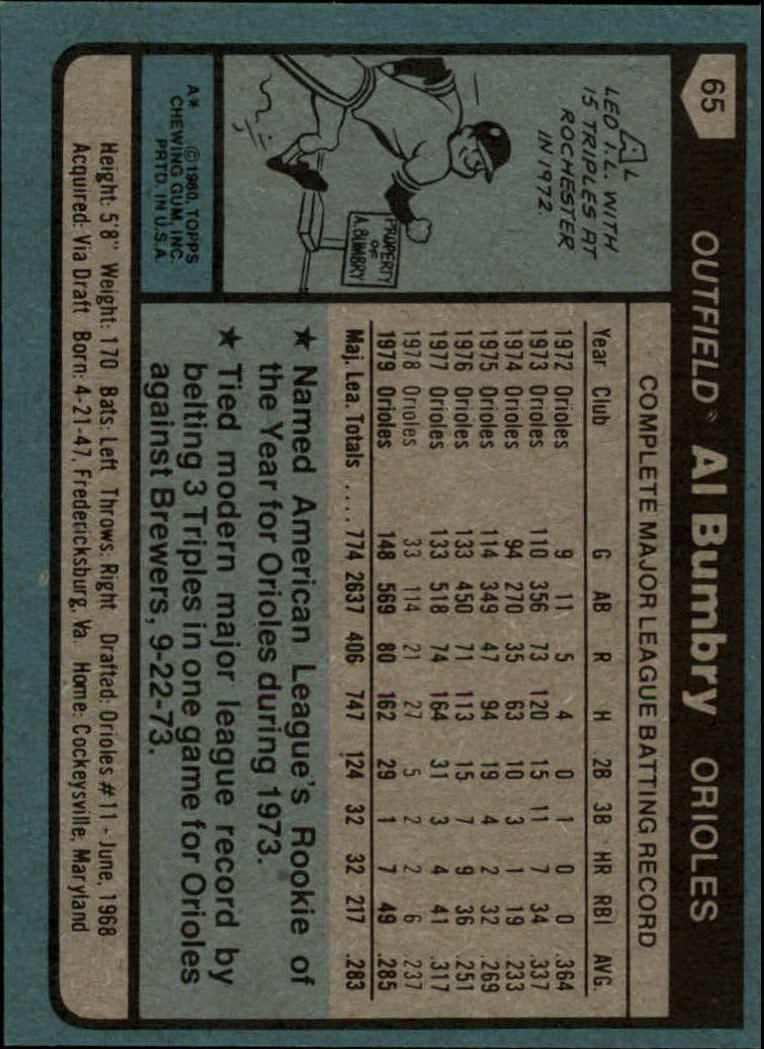 65
OUTFIELD • Al Bumbry ORIOLES
AL
LED I.L. WITH
15 TRIPLES AT
ROCHESTER
IN 1972.
PROPERTY
OF
A. BUMBRY
A* © 1980, TOPPS
CHEWING GUM, INC.
PRTD. IN U.S.A.
COMPLETE MAJOR LEAGUE BATTING RECORD
Year Club G AB R H 2B 3B HR RBI AVG.
1972 Orioles 9 11 5 4 0 1 0 0 .364
1973 Orioles 110 356 73 120 15 11 7 34 .337
1974 Orioles 94 270 35 63 10 3 1 19 .233
1975 Orioles 114 349 47 94 19 4 2 32 .269
1976 Orioles 133 450 71 113 15 7 9 36 .251
1977 Orioles 133 518 74 164 31 3 4 41 .317
1978 Orioles 33 114 21 27 5 2 2 6 .237
1979 Orioles 148 569 80 162 29 1 7 49 .285
Maj. Lea. Totals .... 774 2637 406 747 124 32 32 217 .283
★ Named American League's Rookie of
the Year for Orioles during 1973.
★ Tied modern major league record by
belting 3 Triples in one game for Orioles
against Brewers, 9-22-73.
Height: 5'8" Weight: 170 Bats: Left Throws: Right Drafted: Orioles #11 - June, 1968
Acquired: Via Draft Born: 4-21-47, Fredericksburg, Va. Home: Cockeysville, Maryland